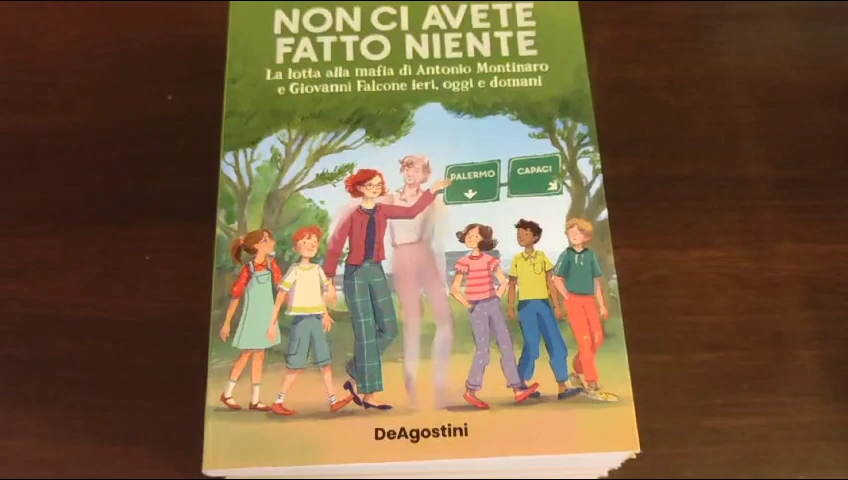 NON CI AVETE
FATTO NIENTE
La lotta alla mafia di Antonio Montinaro
e Giovanni Falcone ieri, oggi e domani
PALERMO
CAPACI
DeAgostini